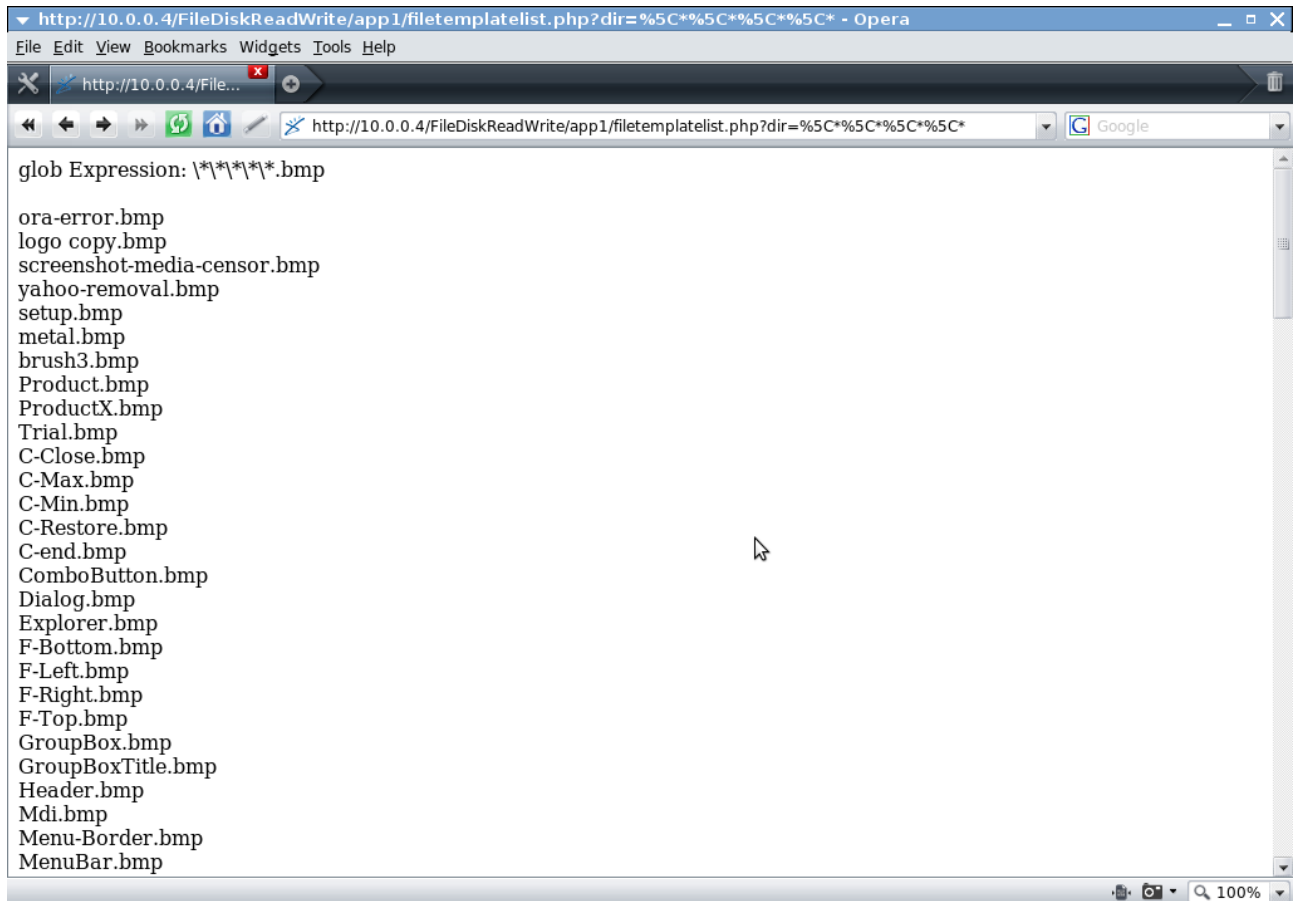 http://10.0.0.4/FileDiskReadWrite/app1/filetemplatelist.php?dir=%5C*%5C*%5C*%5C* - Opera
File Edit View Bookmarks Widgets Tools Help
http://10.0.0.4/File...
http://10.0.0.4/FileDiskReadWrite/app1/filetemplatelist.php?dir=%5C*%5C*%5C*%5C* Google
glob Expression: \*\*\*\*\*.bmp
ora-error.bmp
logo copy.bmp
screenshot-media-censor.bmp
yahoo-removal.bmp
setup.bmp
metal.bmp
brush3.bmp
Product.bmp
ProductX.bmp
Trial.bmp
C-Close.bmp
C-Max.bmp
C-Min.bmp
C-Restore.bmp
C-end.bmp
ComboButton.bmp
Dialog.bmp
Explorer.bmp
F-Bottom.bmp
F-Left.bmp
F-Right.bmp
F-Top.bmp
GroupBox.bmp
GroupBoxTitle.bmp
Header.bmp
Mdi.bmp
Menu-Border.bmp
MenuBar.bmp
100%